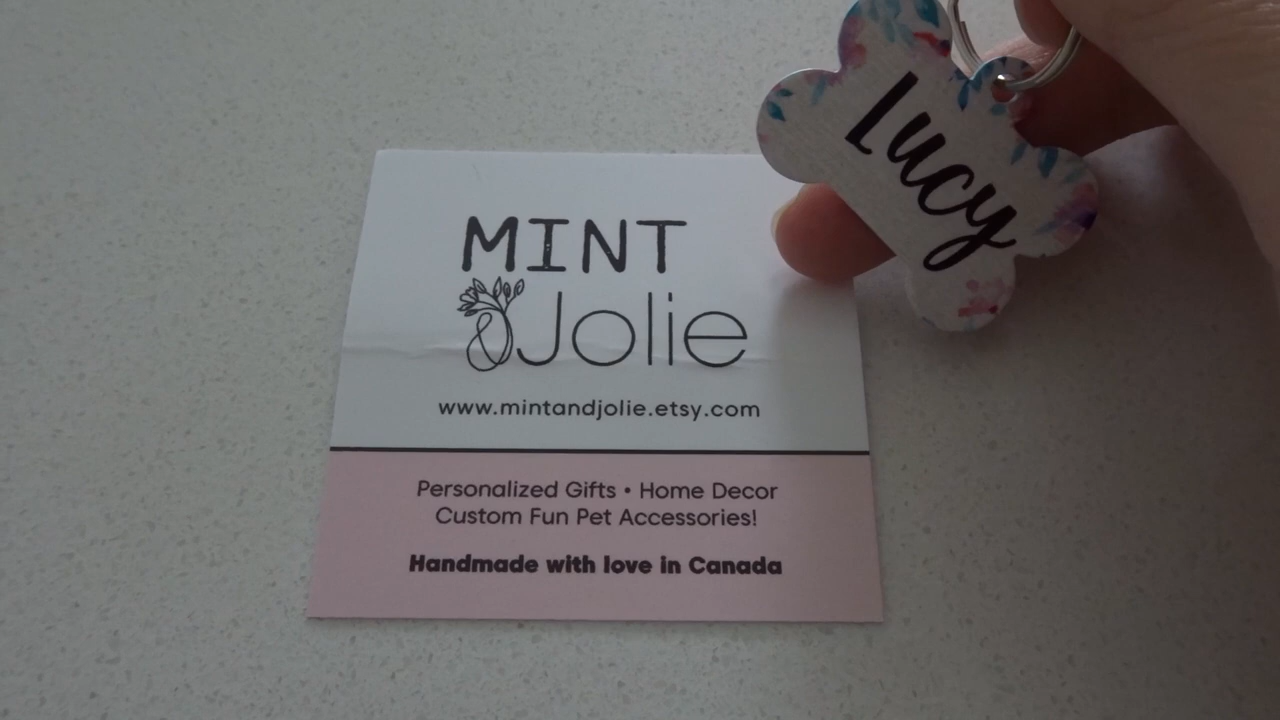 Lucy
MINT
& Jolie
www.mintandjolie.etsy.com
Personalized Gifts • Home Decor
Custom Fun Pet Accessories!
Handmade with love in Canada